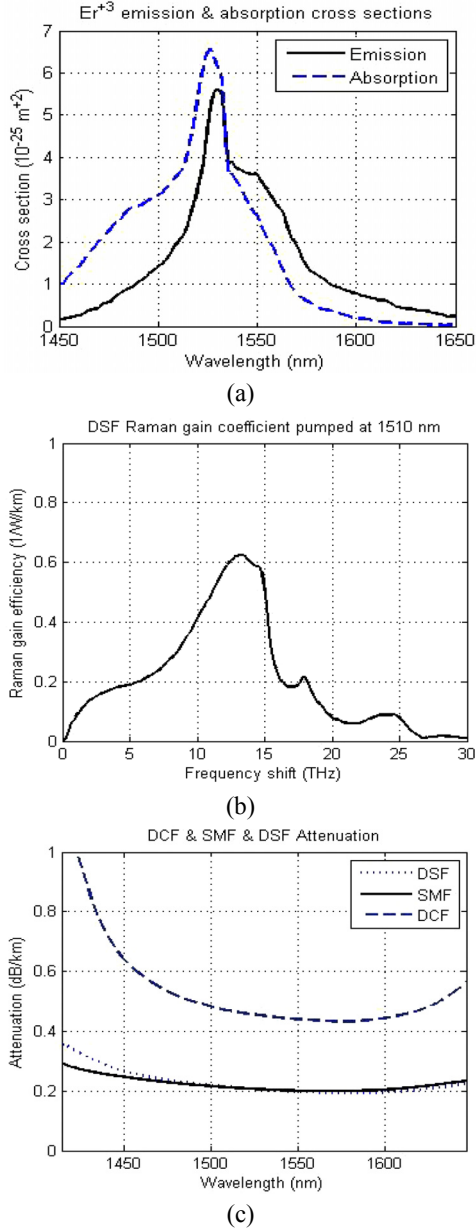 Er+3 emission & absorption cross sections
Emission
Absorption
Cross section (10-25 m+2)
7
6
5
4
3
2
1
0
1450 1500 1550 1600 1650
Wavelength (nm)
(a)
DSF Raman gain coefficient pumped at 1510 nm
Raman gain efficiency (1/W/km)
1
0.8
0.6
0.4
0.2
0
0 5 10 15 20 25 30
Frequency shift (THz)
(b)
DCF & SMF & DSF Attenuation
DSF
SMF
DCF
Attenuation (dB/km)
1
0.8
0.6
0.4
0.2
0
1450 1500 1550 1600
Wavelength (nm)
(c)